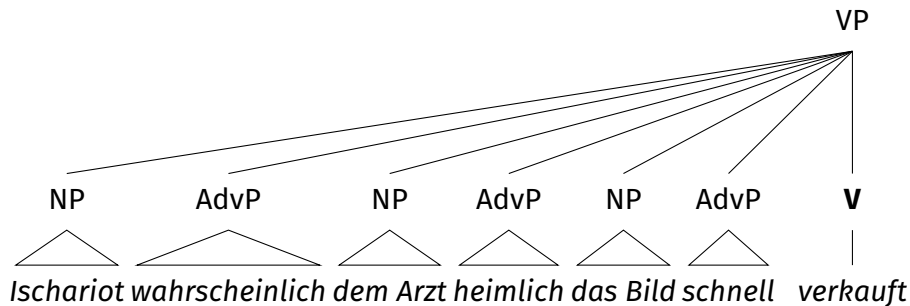 VP
NP AdvP NP AdvP NP AdvP V
Ischariot wahrscheinlich dem Arzt heimlich das Bild schnell verkauft